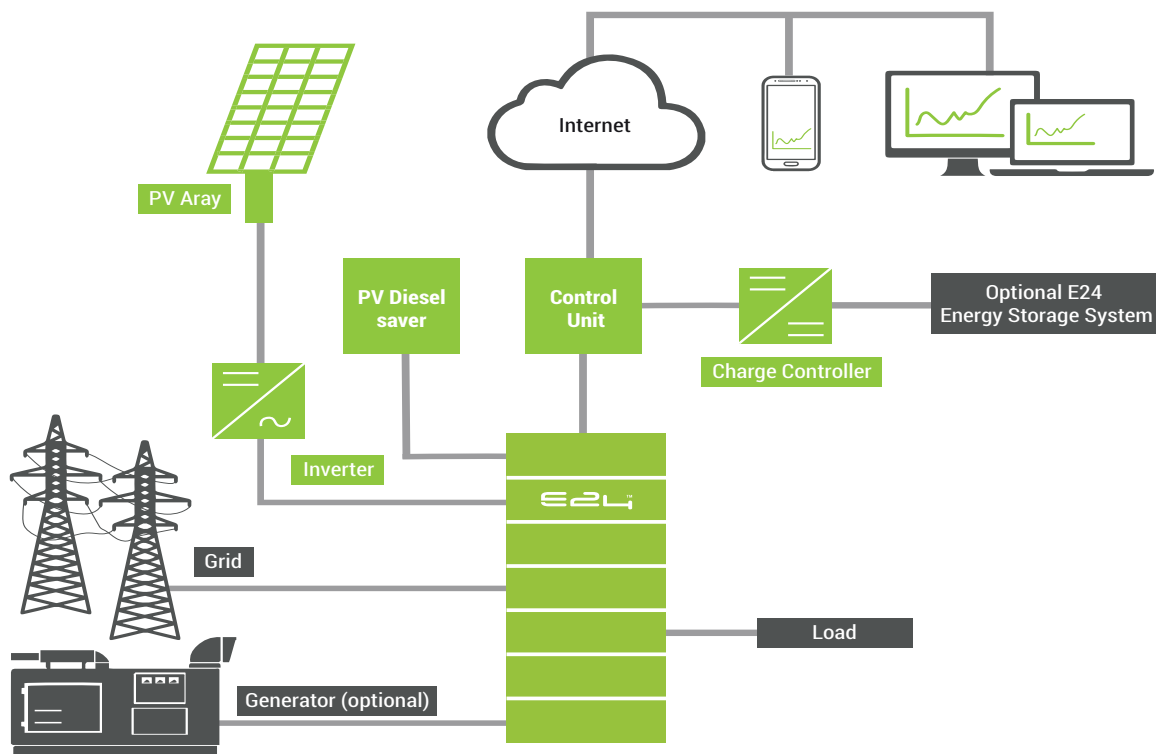 Internet
PV Aray
PV Diesel
saver
Control
Unit
Optional E24
Energy Storage System
Charge Controller
Inverter
E24™
Grid
Load
Generator (optional)